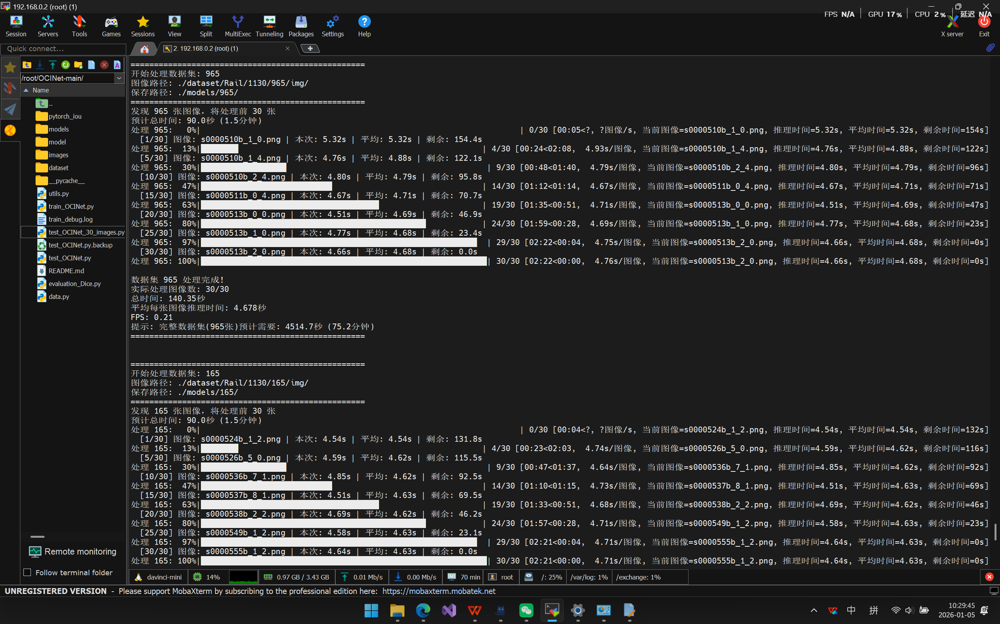 192.168.0.2 (root) (1)
FPS N/A | GPU 17% | CPU 2% | 延迟 N/A
Session Servers Tools Games Sessions View Split MultiExec Tunneling Packages Settings Help X server Exit
Quick connect...
2. 192.168.0.2 (root) (1)
/root/OCINet-main/
Name
..
pytorch_iou
models
model
images
dataset
__pycache__
utils.py
train_OCINet.py
train_debug.log
test_OCINet_30_images.py
test_OCINet.py.backup
test_OCINet.py
README.md
evaluation_Dice.py
data.py
Remote monitoring
Follow terminal folder
==================================================
开始处理数据集: 965
图像路径: ./dataset/Rail/1130/965/img/
保存路径: ./models/965/
==================================================
发现 965 张图像，将处理前 30 张
预计总时间: 90.0秒 (1.5分钟)
处理 965:   0%| | 0/30 [00:05<?, ?图像/s, 当前图像=s0000510b_1_0.png, 推理时间=5.32s, 平均时间=5.32s, 剩余时间=154s]
[1/30] 图像: s0000510b_1_0.png | 本次: 5.32s | 平均: 5.32s | 剩余: 154.4s
处理 965:  13%| | 4/30 [00:24<02:08,  4.93s/图像, 当前图像=s0000510b_1_4.png, 推理时间=4.76s, 平均时间=4.88s, 剩余时间=122s]
[5/30] 图像: s0000510b_1_4.png | 本次: 4.76s | 平均: 4.88s | 剩余: 122.1s
处理 965:  30%| | 9/30 [00:48<01:40,  4.79s/图像, 当前图像=s0000510b_2_4.png, 推理时间=4.80s, 平均时间=4.79s, 剩余时间=96s]
[10/30] 图像: s0000510b_2_4.png | 本次: 4.80s | 平均: 4.79s | 剩余: 95.8s
处理 965:  47%| | 14/30 [01:12<01:14,  4.67s/图像, 当前图像=s0000511b_0_4.png, 推理时间=4.67s, 平均时间=4.71s, 剩余时间=71s]
[15/30] 图像: s0000511b_0_4.png | 本次: 4.67s | 平均: 4.71s | 剩余: 70.7s
处理 965:  63%| | 19/30 [01:35<00:51,  4.71s/图像, 当前图像=s0000513b_0_0.png, 推理时间=4.51s, 平均时间=4.69s, 剩余时间=47s]
[20/30] 图像: s0000513b_0_0.png | 本次: 4.51s | 平均: 4.69s | 剩余: 46.9s
处理 965:  80%| | 24/30 [01:59<00:28,  4.69s/图像, 当前图像=s0000513b_1_0.png, 推理时间=4.77s, 平均时间=4.68s, 剩余时间=23s]
[25/30] 图像: s0000513b_1_0.png | 本次: 4.77s | 平均: 4.68s | 剩余: 23.4s
处理 965:  97%| | 29/30 [02:22<00:04,  4.75s/图像, 当前图像=s0000513b_2_0.png, 推理时间=4.66s, 平均时间=4.68s, 剩余时间=0s]
[30/30] 图像: s0000513b_2_0.png | 本次: 4.66s | 平均: 4.68s | 剩余: 0.0s
处理 965: 100%| | 30/30 [02:22<00:00,  4.76s/图像, 当前图像=s0000513b_2_0.png, 推理时间=4.66s, 平均时间=4.68s, 剩余时间=0s]
数据集 965 处理完成!
实际处理图像数: 30/30
总时间: 140.35秒
平均每张图像推理时间: 4.678秒
FPS: 0.21
提示: 完整数据集(965张)预计需要: 4514.7秒 (75.2分钟)
==================================================
==================================================
开始处理数据集: 165
图像路径: ./dataset/Rail/1130/165/img/
保存路径: ./models/165/
==================================================
发现 165 张图像，将处理前 30 张
预计总时间: 90.0秒 (1.5分钟)
处理 165:   0%| | 0/30 [00:04<?, ?图像/s, 当前图像=s0000524b_1_2.png, 推理时间=4.54s, 平均时间=4.54s, 剩余时间=132s]
[1/30] 图像: s0000524b_1_2.png | 本次: 4.54s | 平均: 4.54s | 剩余: 131.8s
处理 165:  13%| | 4/30 [00:23<02:03,  4.74s/图像, 当前图像=s0000526b_5_0.png, 推理时间=4.59s, 平均时间=4.62s, 剩余时间=116s]
[5/30] 图像: s0000526b_5_0.png | 本次: 4.59s | 平均: 4.62s | 剩余: 115.5s
处理 165:  30%| | 9/30 [00:47<01:37,  4.64s/图像, 当前图像=s0000536b_7_1.png, 推理时间=4.85s, 平均时间=4.62s, 剩余时间=92s]
[10/30] 图像: s0000536b_7_1.png | 本次: 4.85s | 平均: 4.62s | 剩余: 92.5s
处理 165:  47%| | 14/30 [01:10<01:15,  4.73s/图像, 当前图像=s0000537b_8_1.png, 推理时间=4.51s, 平均时间=4.63s, 剩余时间=69s]
[15/30] 图像: s0000537b_8_1.png | 本次: 4.51s | 平均: 4.63s | 剩余: 69.5s
处理 165:  63%| | 19/30 [01:33<00:51,  4.68s/图像, 当前图像=s0000538b_2_2.png, 推理时间=4.69s, 平均时间=4.62s, 剩余时间=46s]
[20/30] 图像: s0000538b_2_2.png | 本次: 4.69s | 平均: 4.62s | 剩余: 46.2s
处理 165:  80%| | 24/30 [01:57<00:28,  4.71s/图像, 当前图像=s0000549b_1_2.png, 推理时间=4.58s, 平均时间=4.63s, 剩余时间=23s]
[25/30] 图像: s0000549b_1_2.png | 本次: 4.58s | 平均: 4.63s | 剩余: 23.1s
处理 165:  97%| | 29/30 [02:21<00:04,  4.71s/图像, 当前图像=s0000555b_1_2.png, 推理时间=4.64s, 平均时间=4.63s, 剩余时间=0s]
[30/30] 图像: s0000555b_1_2.png | 本次: 4.64s | 平均: 4.63s | 剩余: 0.0s
处理 165: 100%| | 30/30 [02:21<00:00,  4.71s/图像, 当前图像=s0000555b_1_2.png, 推理时间=4.64s, 平均时间=4.63s, 剩余时间=0s]
davinci-mini 14% 0.97 GB / 3.43 GB 0.01 Mb/s 0.00 Mb/s 70 min root /: 25% /var/log: 1% /exchange: 1%
UNREGISTERED VERSION - Please support MobaXterm by subscribing to the professional edition here: https://mobaxterm.mobatek.net
中 拼 10:29:45
2026-01-05